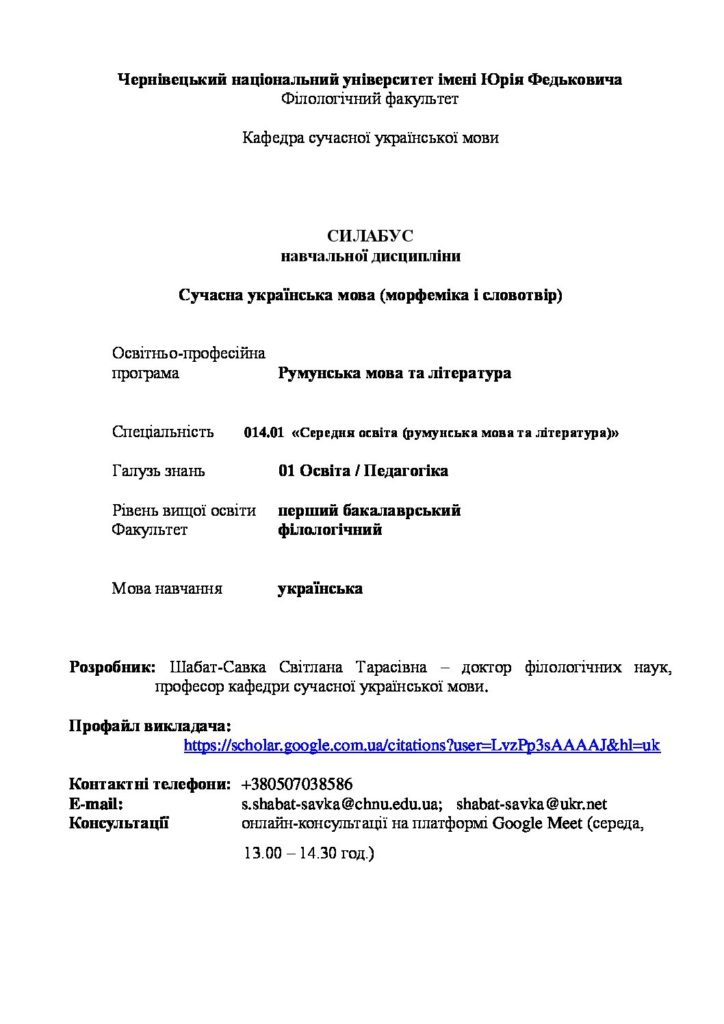 Чернівецький національний університет імені Юрія Федьковича
Філологічний факультет
Кафедра сучасної української мови
СИЛАБУС
навчальної дисципліни
Сучасна українська мова (морфеміка і словотвір)
Освітньо-професійна
програма Румунська мова та література
Спеціальність 014.01 «Середня освіта (румунська мова та література)»
Галузь знань 01 Освіта / Педагогіка
Рівень вищої освіти перший бакалаврський
Факультет філологічний
Мова навчання українська
Розробник: Шабат-Савка Світлана Тарасівна – доктор філологічних наук,
професор кафедри сучасної української мови.
Профайл викладача:
https://scholar.google.com.ua/citations?user=LvzPp3sAAAAJ&hl=uk
Контактні телефони: +380507038586
E-mail: s.shabat-savka@chnu.edu.ua; shabat-savka@ukr.net
Консультації онлайн-консультації на платформі Google Meet (середа,
13.00 – 14.30 год.)